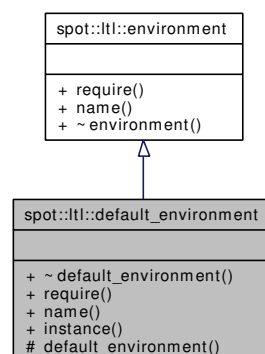 spot::ltl::environment
+ require()
+ name()
+ ~environment()
spot::ltl::default_environment
+ ~default_environment()
+ require()
+ name()
+ instance()
# default_environment()